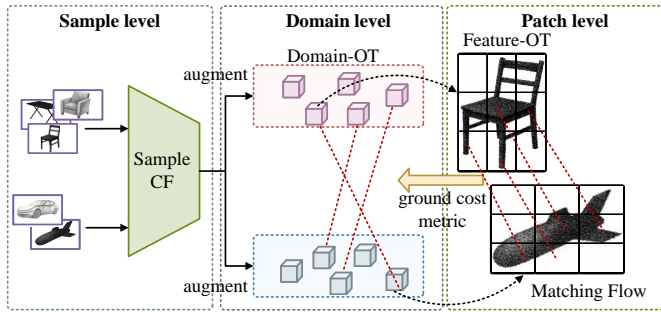 Sample level
Domain level
Patch level
Domain-OT
Feature-OT
augment
Sample
CF
ground cost
metric
augment
Matching Flow